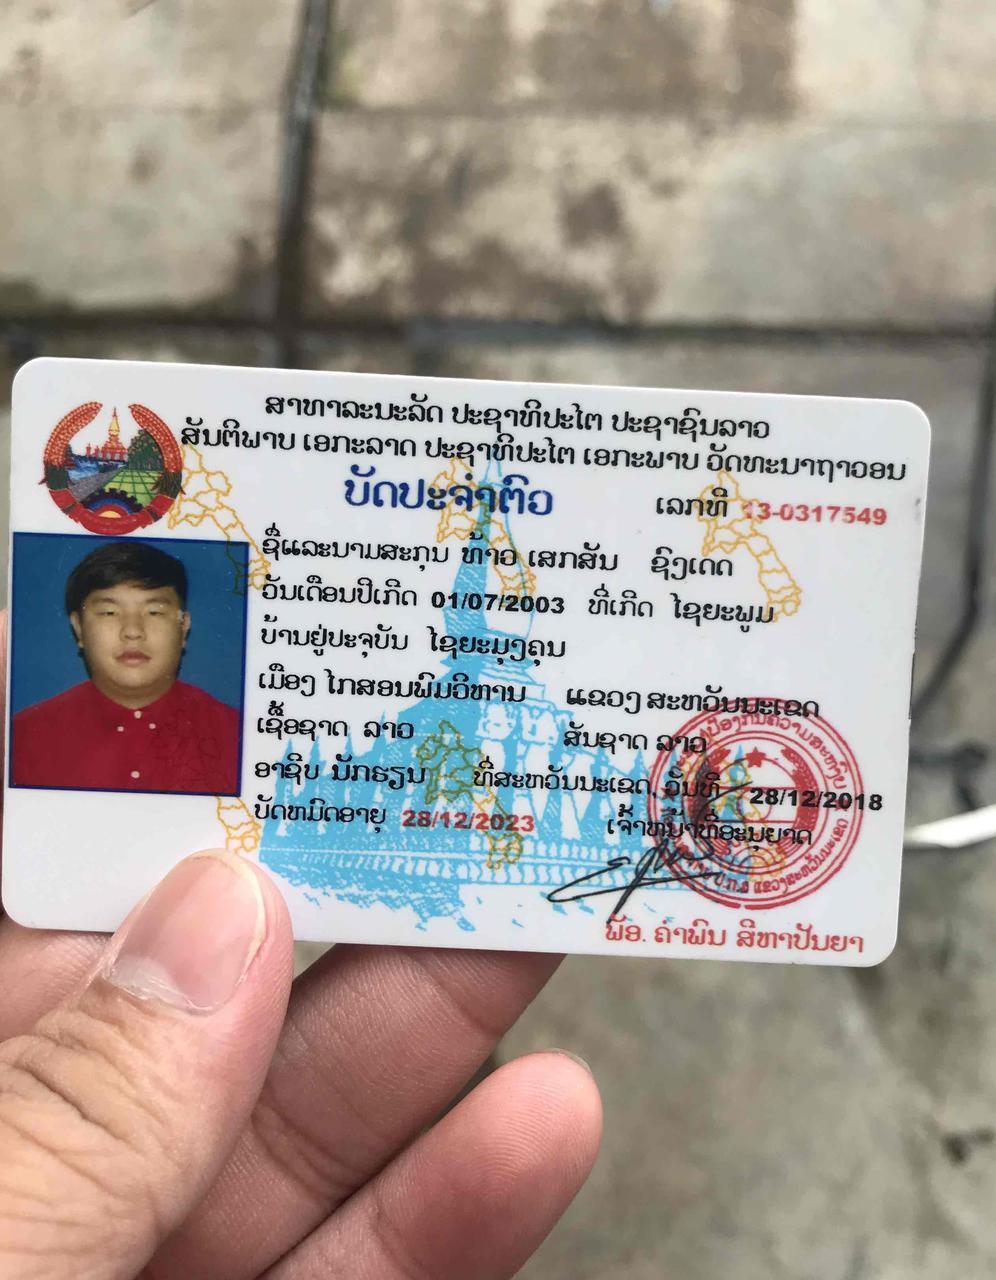 ສາທາລະນະລັດ ປະຊາທິປະໄຕ ປະຊາຊົນລາວ
ສັນຕິພາບ ເອກະລາດ ປະຊາທິປະໄຕ ເອກະພາບ ວັດທະນາຖາວອນ
ບັດປະຈຳຕົວ ເລກທີ 13-0317549
ຊື່ແລະນາມສະກຸນ ທ້າວ ເສກສັນ ຊົງເດດ
ວັນເດືອນປີເກີດ 01/07/2003 ທີ່ເກີດ ໄຊຍະພູມ
ບ້ານຢູ່ປະຈຸບັນ ໄຊຍະມຸງຄຸນ
ເມືອງ ໄກສອນພົມວິຫານ ແຂວງ ສະຫວັນນະເຂດ
ເຊື້ອຊາດ ລາວ ສັນຊາດ ລາວ
ອາຊີບ ນັກຮຽນ ທີ່ສະຫວັນນະເຂດ, ວັນທີ 28/12/2018
ບັດຫມົດອາຍຸ 28/12/2023 ເຈົ້າຫນ້າທີ່ອະນຸຍາດ
ພັອ. ຄຳພົນ ສີຫາປັນຍາ